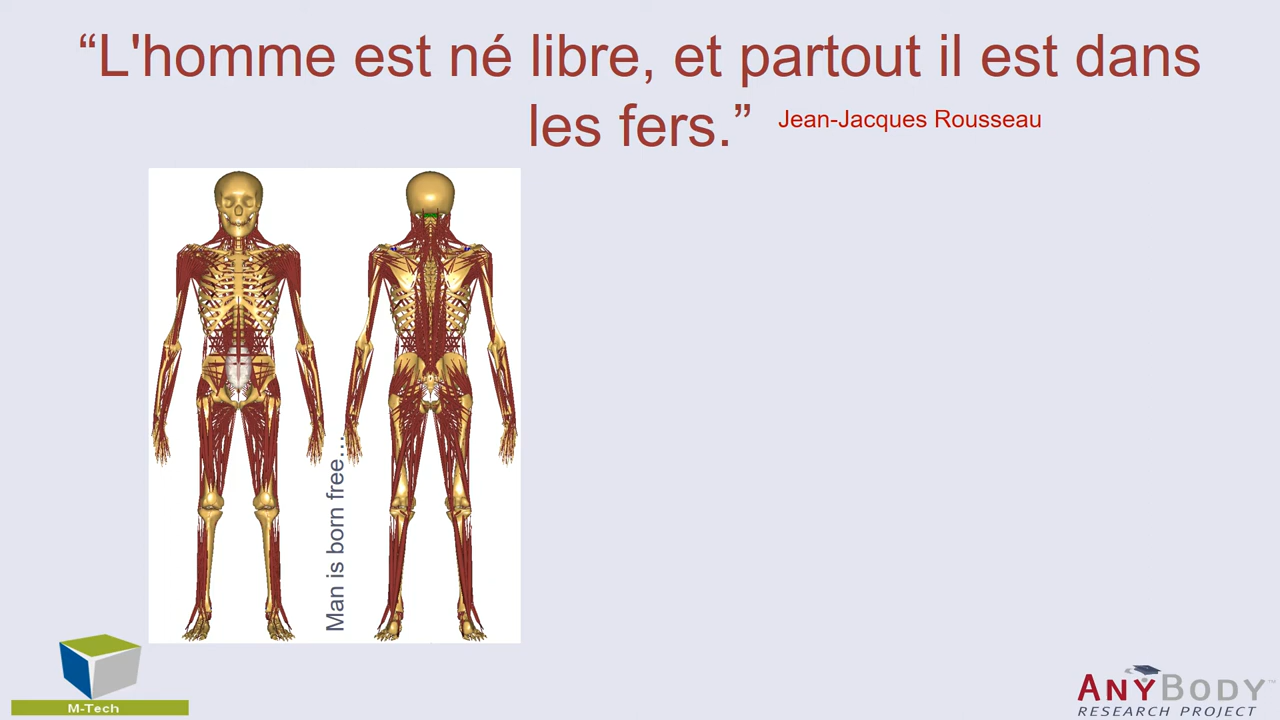 “L'homme est né libre, et partout il est dans
les fers.” Jean-Jacques Rousseau
Man is born free...
M-Tech
ANYBODY™
RESEARCH PROJECT